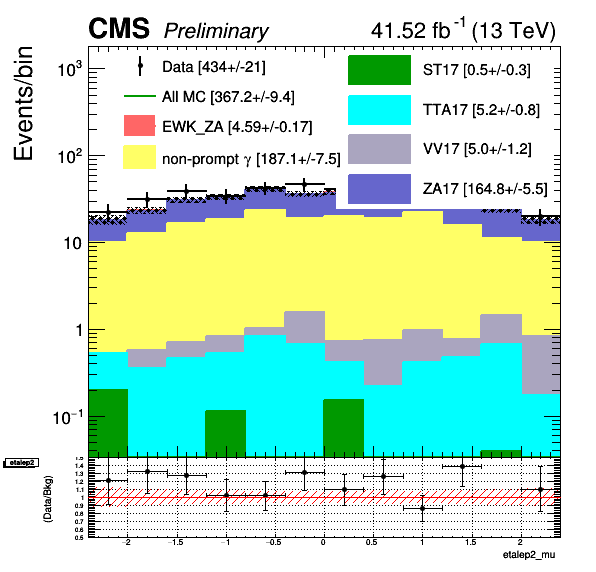 CMS Preliminary 41.52 fb⁻¹ (13 TeV)
Events/bin
10³
10²
10
1
10⁻¹
Data [434+/-21]
All MC [367.2+/-9.4]
EWK_ZA [4.59+/-0.17]
non-prompt γ [187.1+/-7.5]
ST17 [0.5+/-0.3]
TTA17 [5.2+/-0.8]
VV17 [5.0+/-1.2]
ZA17 [164.8+/-5.5]
etalep2
(Data/Bkg)
1.5
1.4
1.3
1.2
1.1
1
0.9
0.8
0.7
0.6
0.5
−2 −1.5 −1 −0.5 0 0.5 1 1.5 2
etalep2_mu